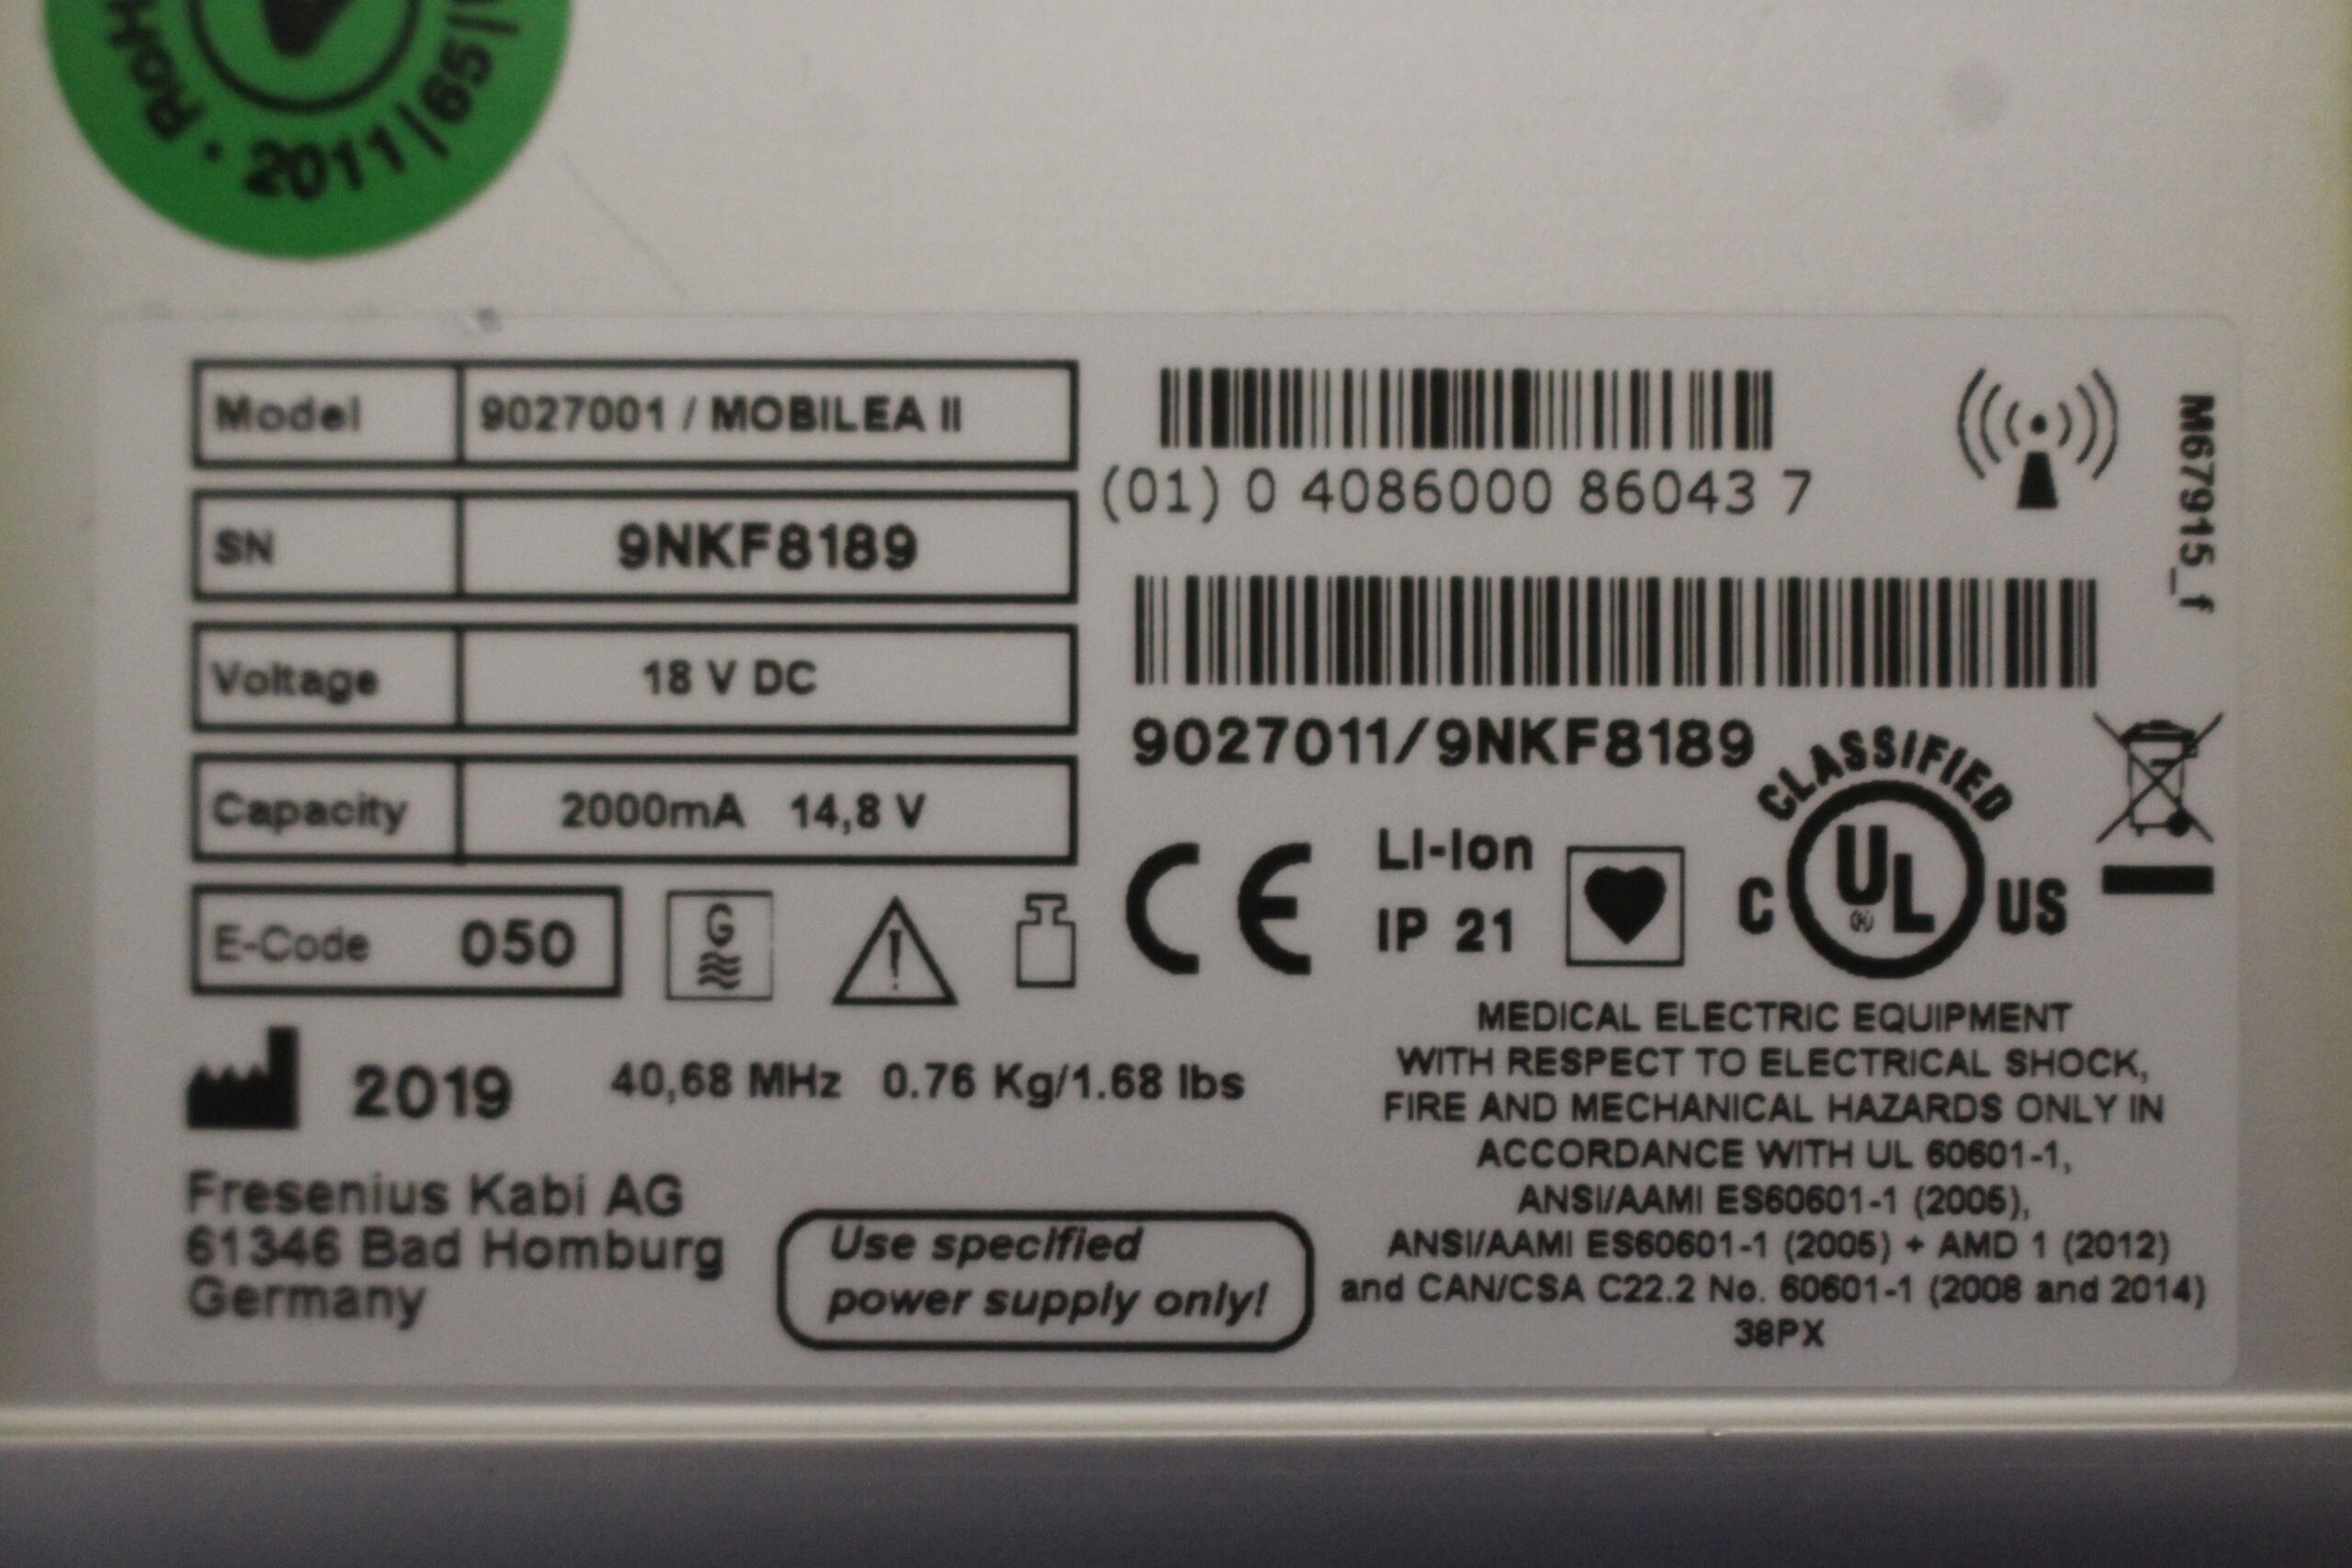 RoH · 2011/65/
Model 9027001 / MOBILEA II
SN 9NKF8189
Voltage 18 V DC
Capacity 2000mA 14,8 V
E-Code 050
G
2019 40,68 MHz 0.76 Kg/1.68 lbs
Fresenius Kabi AG
61346 Bad Homburg
Germany
Use specified
power supply only!
(01) 0 4086000 86043 7
M67915_f
9027011/9NKF8189
CE
LI-Ion
IP 21
CLASSIFIED
C UL ® US
MEDICAL ELECTRIC EQUIPMENT
WITH RESPECT TO ELECTRICAL SHOCK,
FIRE AND MECHANICAL HAZARDS ONLY IN
ACCORDANCE WITH UL 60601-1,
ANSI/AAMI ES60601-1 (2005),
ANSI/AAMI ES60601-1 (2005) + AMD 1 (2012)
and CAN/CSA C22.2 No. 60601-1 (2008 and 2014)
38PX